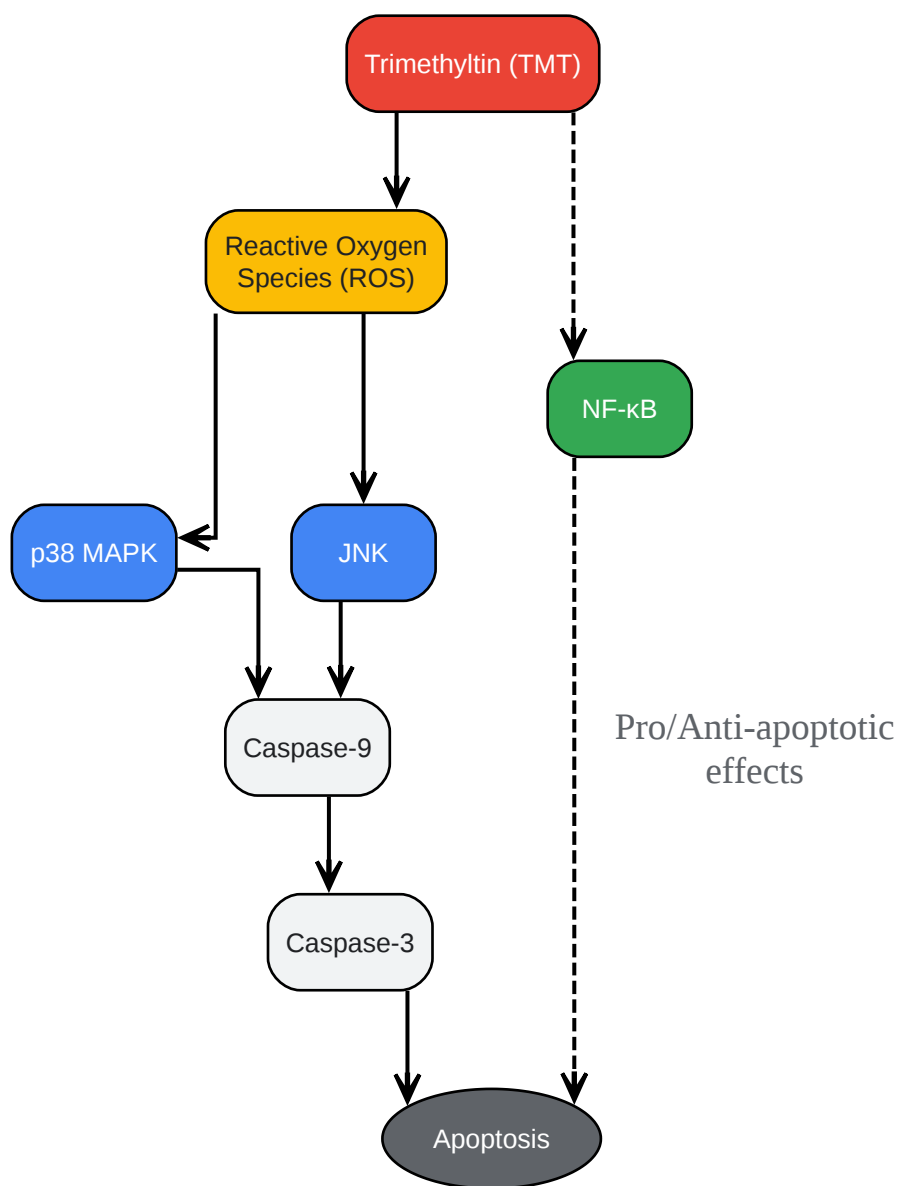 Trimethyltin (TMT)
Reactive Oxygen
Species (ROS)
NF-κB
p38 MAPK
JNK
Pro/Anti-apoptotic
effects
Caspase-9
Caspase-3
Apoptosis